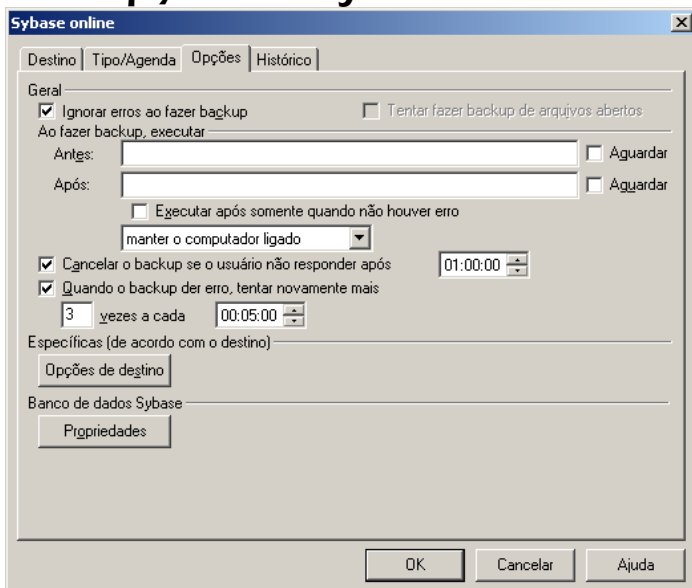 Sybase online
Destino Tipo/Agenda Opções Histórico
Geral
Ignorar erros ao fazer backup Tentar fazer backup de arquivos abertos
Ao fazer backup, executar
Antes: Aguardar
Após: Aguardar
Executar após somente quando não houver erro
manter o computador ligado
Cancelar o backup se o usuário não responder após 01:00:00
Quando o backup der erro, tentar novamente mais
3 vezes a cada 00:05:00
Específicas (de acordo com o destino)
Opções de destino
Banco de dados Sybase
Propriedades
OK Cancelar Ajuda